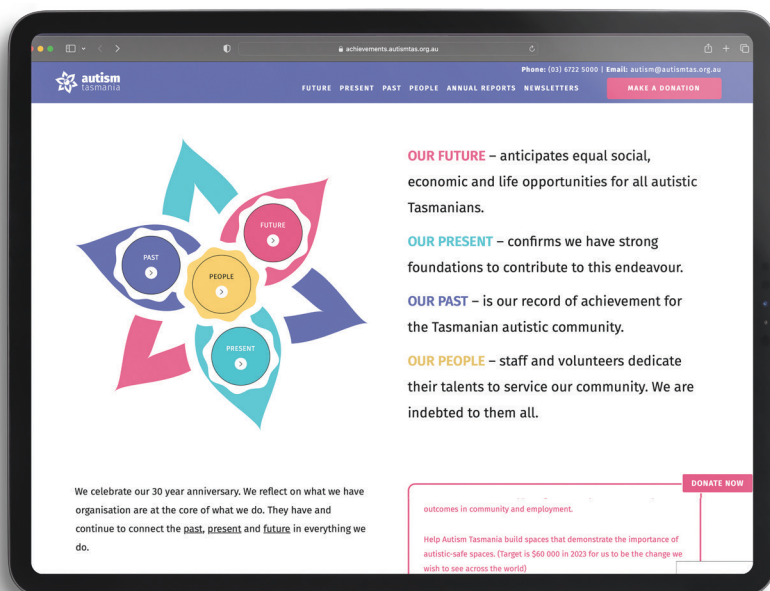 achievements.autismtas.org.au
Phone: (03) 6722 5000 | Email: autism@autismtas.org.au
autism
tasmania
FUTURE PRESENT PAST PEOPLE ANNUAL REPORTS NEWSLETTERS
MAKE A DONATION
FUTURE
PAST
PEOPLE
PRESENT
OUR FUTURE – anticipates equal social,
economic and life opportunities for all autistic
Tasmanians.
OUR PRESENT – confirms we have strong
foundations to contribute to this endeavour.
OUR PAST – is our record of achievement for
the Tasmanian autistic community.
OUR PEOPLE – staff and volunteers dedicate
their talents to service our community. We are
indebted to them all.
We celebrate our 30 year anniversary. We reflect on what we have
organisation are at the core of what we do. They have and
continue to connect the past, present and future in everything we
do.
DONATE NOW
outcomes in community and employment.
Help Autism Tasmania build spaces that demonstrate the importance of
autistic-safe spaces. (Target is $60 000 in 2023 for us to be the change we
wish to see across the world)